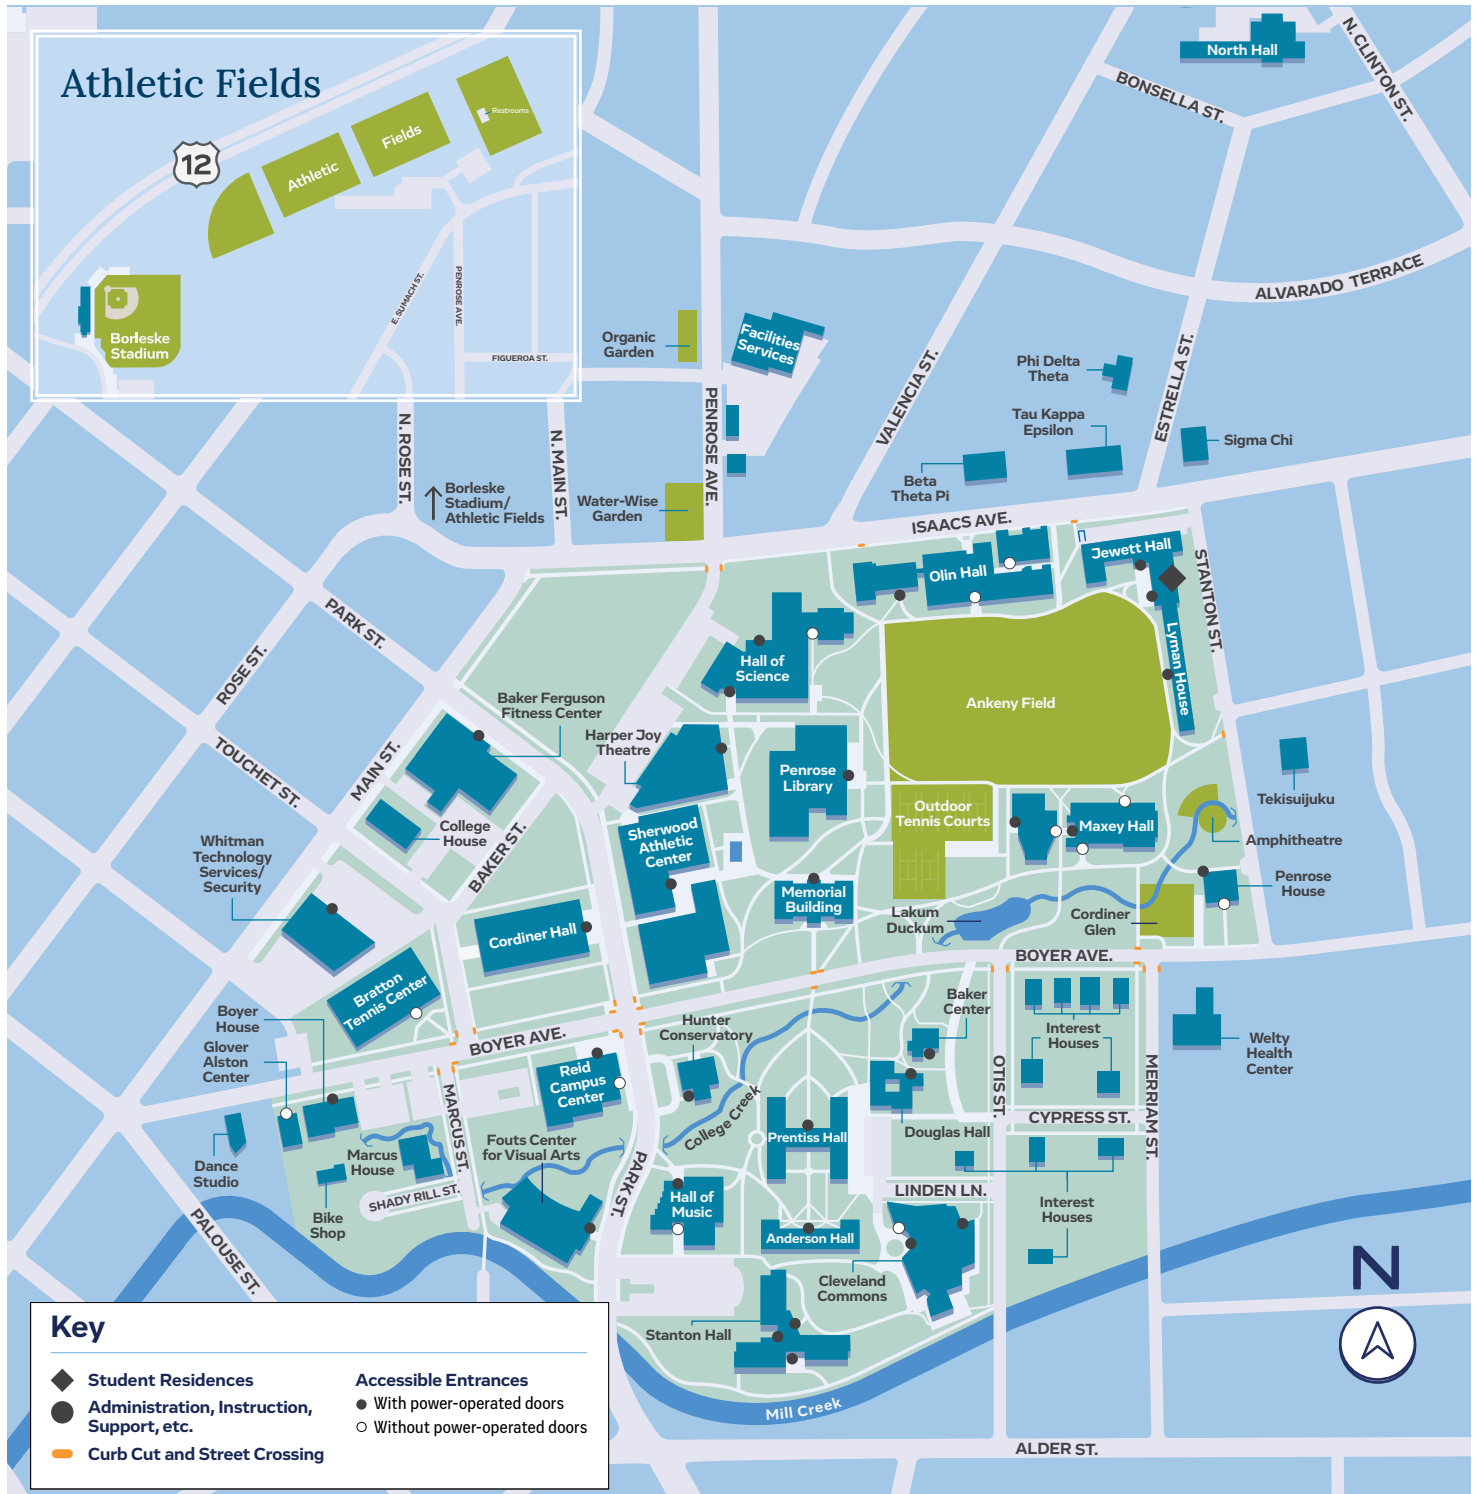 Athletic Fields
12
Athletic
Fields
Restrooms
Borleske
Stadium
E. SUMACH ST.
PENROSE AVE.
FIGUEROA ST.
North Hall
N. CLINTON ST.
BONSELLA ST.
ALVARADO TERRACE
Organic
Garden
Facilities
Services
VALENCIA ST.
Phi Delta
Theta
ESTRELLA ST.
Tau Kappa
Epsilon
Sigma Chi
Beta
Theta Pi
N. ROSE ST.
N. MAIN ST.
PENROSE AVE.
Borleske
Stadium/
Athletic Fields
Water-Wise
Garden
ISAACS AVE.
Jewett Hall
Olin Hall
STANTON ST.
Lyman House
PARK ST.
ROSE ST.
Hall of
Science
Ankeny Field
Baker Ferguson
Fitness Center
Harper Joy
Theatre
TOUCHET ST.
MAIN ST.
Penrose
Library
Outdoor
Tennis Courts
Maxey Hall
Tekisuijuku
Amphitheatre
College
House
BAKER ST.
Sherwood
Athletic
Center
Whitman
Technology
Services/
Security
Memorial
Building
Penrose
House
Lakum
Duckum
Cordiner
Glen
Cordiner Hall
BOYER AVE.
Bratton
Tennis Center
Boyer
House
Glover
Alston
Center
BOYER AVE.
Hunter
Conservatory
Baker
Center
Interest
Houses
Welty
Health
Center
Reid
Campus
Center
OTIS ST.
MERRIAM ST.
MARCUS ST.
College Creek
CYPRESS ST.
Prentiss Hall
Douglas Hall
Dance
Studio
Marcus
House
Fouts Center
for Visual Arts
PARK ST.
SHADY RILL ST.
Bike
Shop
Hall of
Music
LINDEN LN.
Interest
Houses
PALOUSE ST.
Anderson Hall
Cleveland
Commons
Stanton Hall
N
Mill Creek
ALDER ST.
Key
Student Residences
Administration, Instruction,
Support, etc.
Curb Cut and Street Crossing
Accessible Entrances
With power-operated doors
Without power-operated doors